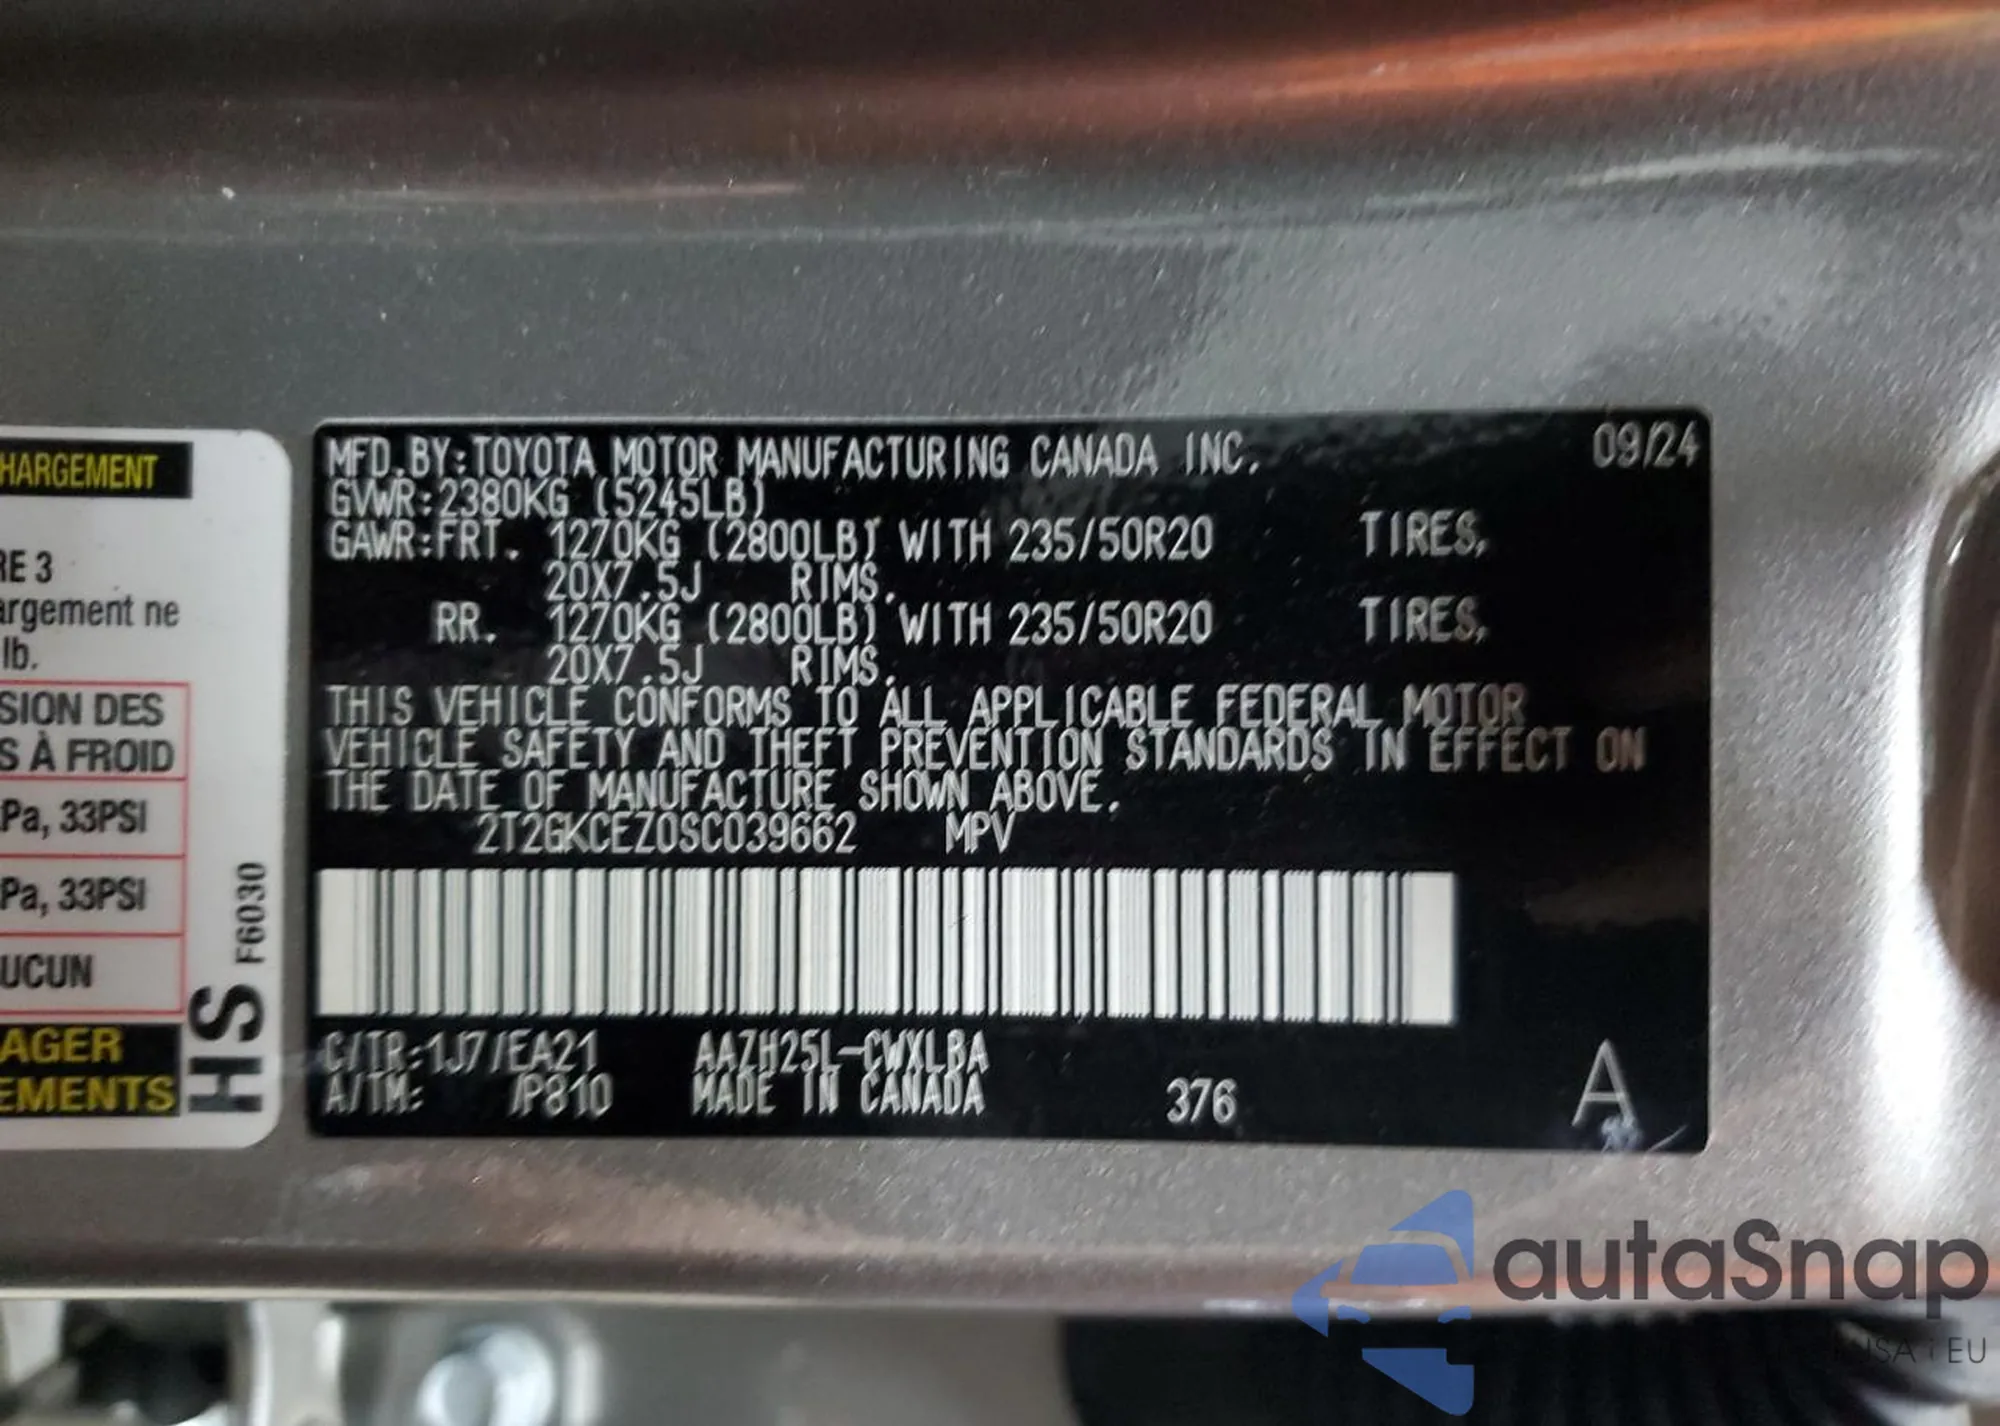 HARGEMENT
RE 3
argement ne
lb.
SION DES
S À FROID
Pa, 33PSI
Pa, 33PSI
UCUN
AGER
EMENTS
HS
F6030
MFD.BY:TOYOTA MOTOR MANUFACTURING CANADA INC. 09/24
GVWR:2380KG (5245LB)
GAWR:FRT. 1270KG (2800LB) WITH 235/50R20 TIRES,
20X7.5J RIMS.
RR. 1270KG (2800LB) WITH 235/50R20 TIRES,
20X7.5J RIMS.
THIS VEHICLE CONFORMS TO ALL APPLICABLE FEDERAL MOTOR
VEHICLE SAFETY AND THEFT PREVENTION STANDARDS IN EFFECT ON
THE DATE OF MANUFACTURE SHOWN ABOVE.
2T2GKCEZ0SC039662 MPV
C/TR:1J7/EA21 AAZH25L-CWXLBA
A/TM: /P810 MADE IN CANADA 376 A
autaSnap
USA EU